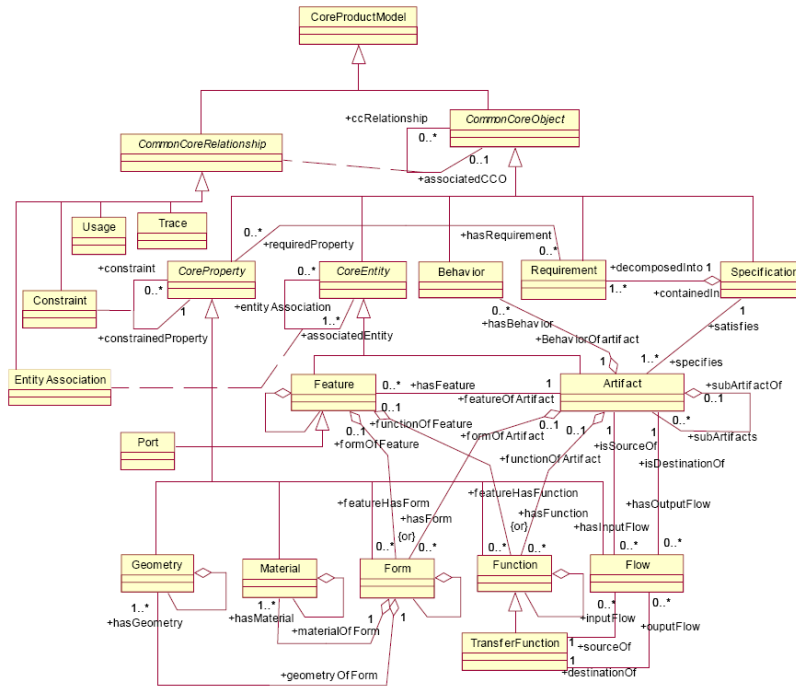 CoreProductModel
+ccRelationship
CommonCoreObject
0..*
CommonCoreRelationship
0..1
+associatedCCO
Usage
Trace
0..*
+requiredProperty
+hasRequirement
0..*
+constraint
CoreProperty
0..*
CoreEntity
Behavior
Requirement
+decomposedInto
1
Specification
Constraint
0..*
+entityAssociation
0..*
1..*
+containedIn
1
1
+constrainedProperty
1..*
+associatedEntity
+hasBehavior
+satisfies
+BehaviorOfartifact
1
1..*
+specifies
Entity Association
Feature
0..*
+hasFeature
1
Artifact
+subArtifactOf
+featureOfArtifact
0..1
0..1
0..1
+functionOfFeature
0..1
0..1
1
1
0..*
+subArtifacts
Port
+formOfFeature
+formOfArtifact
+isSourceOf
+functionOfArtifact
+isDestinationOf
+featureHasForm
+featureHasFunction
+hasOutputFlow
+hasForm
+hasFunction
{or}
{or}
+hasInputFlow
0..*
0..*
0..*
0..*
0..*
0..*
Geometry
Material
Form
Function
Flow
1..*
1..*
0..*
0..*
+hasGeometry
+hasMaterial
1
1
+inputFlow
+ouputFlow
+materialOfForm
TransferFunction
1
+sourceOf
1
+geometryOfForm
+destinationOf